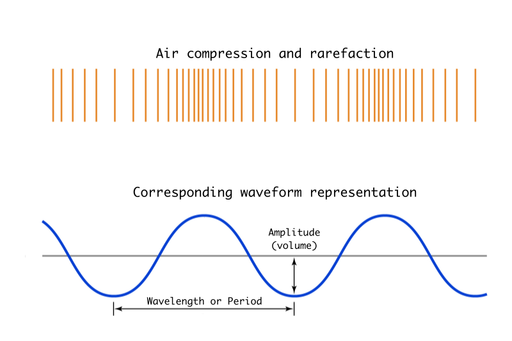 Air compression and rarefaction
Corresponding waveform representation
Amplitude
(volume)
Wavelength or Period